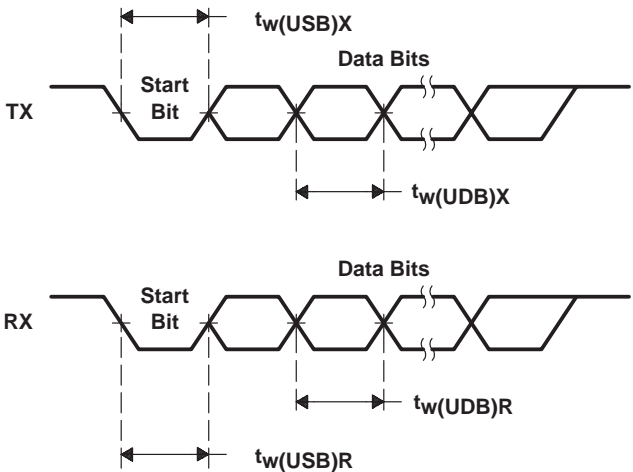 tw(USB)X
Data Bits
Start
Bit
TX
tw(UDB)X
Data Bits
Start
Bit
RX
tw(UDB)R
tw(USB)R